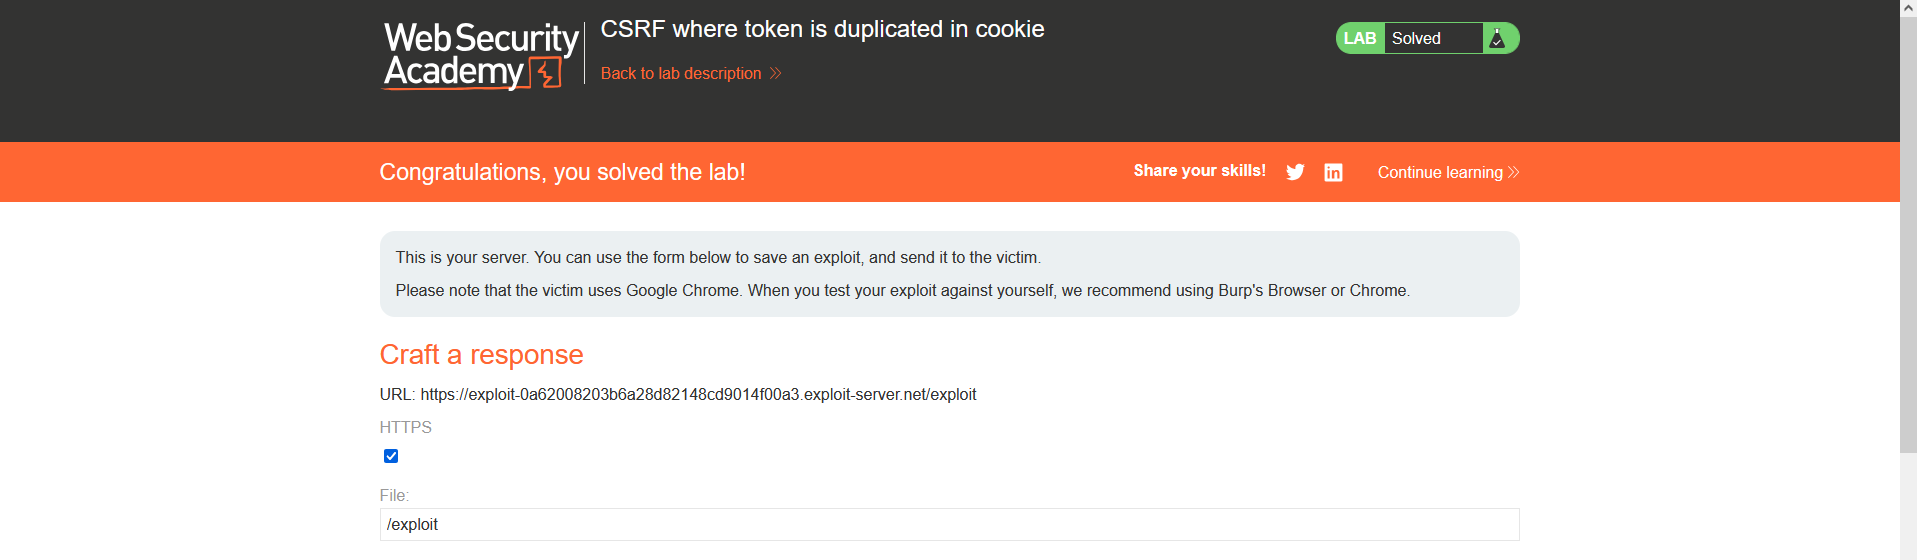 Web Security
Academy
CSRF where token is duplicated in cookie
Back to lab description
LAB Solved
Congratulations, you solved the lab!
Share your skills!
Continue learning
This is your server. You can use the form below to save an exploit, and send it to the victim.
Please note that the victim uses Google Chrome. When you test your exploit against yourself, we recommend using Burp's Browser or Chrome.
Craft a response
URL: https://exploit-0a62008203b6a28d82148cd9014f00a3.exploit-server.net/exploit
HTTPS
File:
/exploit